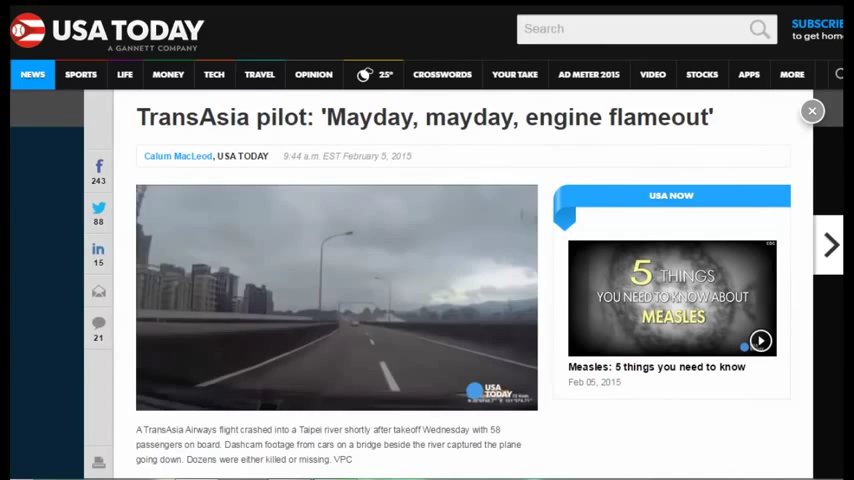 USA TODAY
A GANNETT COMPANY
Search
SUBSCRIBE
to get home
NEWS SPORTS LIFE MONEY TECH TRAVEL OPINION 25° CROSSWORDS YOUR TAKE AD METER 2015 VIDEO STOCKS APPS MORE
TransAsia pilot: 'Mayday, mayday, engine flameout'
Calum MacLeod, USA TODAY 9:44 a.m. EST February 5, 2015
243
88
15
21
USA
TODAY
USA NOW
CDC
5 THINGS
YOU NEED TO KNOW ABOUT
MEASLES
Measles: 5 things you need to know
Feb 05, 2015
A TransAsia Airways flight crashed into a Taipei river shortly after takeoff Wednesday with 58
passengers on board. Dashcam footage from cars on a bridge beside the river captured the plane
going down. Dozens were either killed or missing. VPC